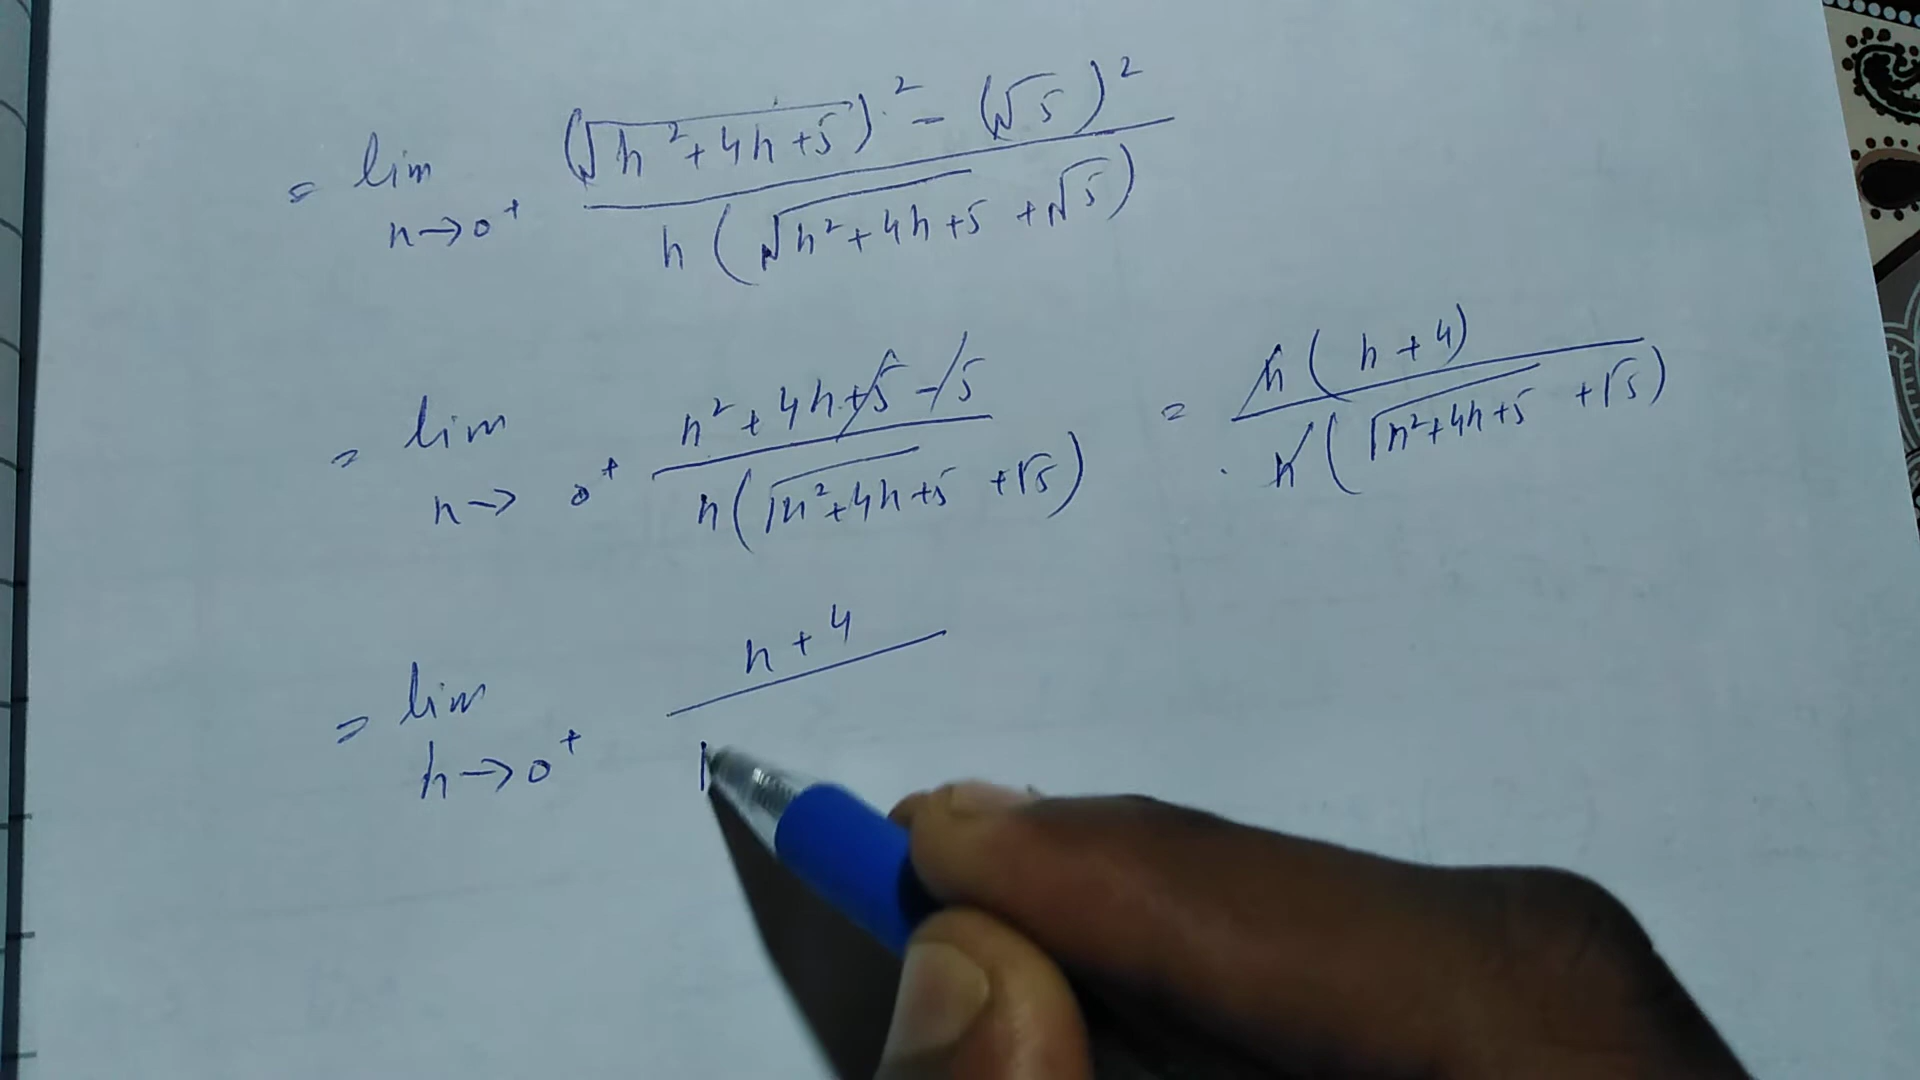 = lim h→0⁺ ((√(h²+4h+5))² - (√5)²) / (h(√(h²+4h+5) + √5))
= lim h→ 0⁺ (h²+4h+5-5) / (h(√(h²+4h+5) + √5)) = h(h+4) / (h(√(h²+4h+5) + √5))
= lim h→0⁺ (h+4) /